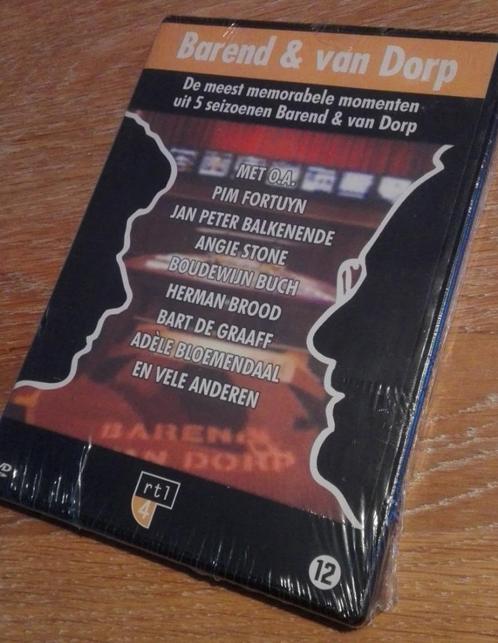 Barend & van Dorp
De meest memorabele momenten
uit 5 seizoenen Barend & van Dorp
MET O.A.
PIM FORTUYN
JAN PETER BALKENENDE
ANGIE STONE
BOUDEWIJN BUCH
HERMAN BROOD
BART DE GRAAFF
ADÈLE BLOEMENDAAL
EN VELE ANDEREN
BAREND &
VAN DORP
rtl
4
12